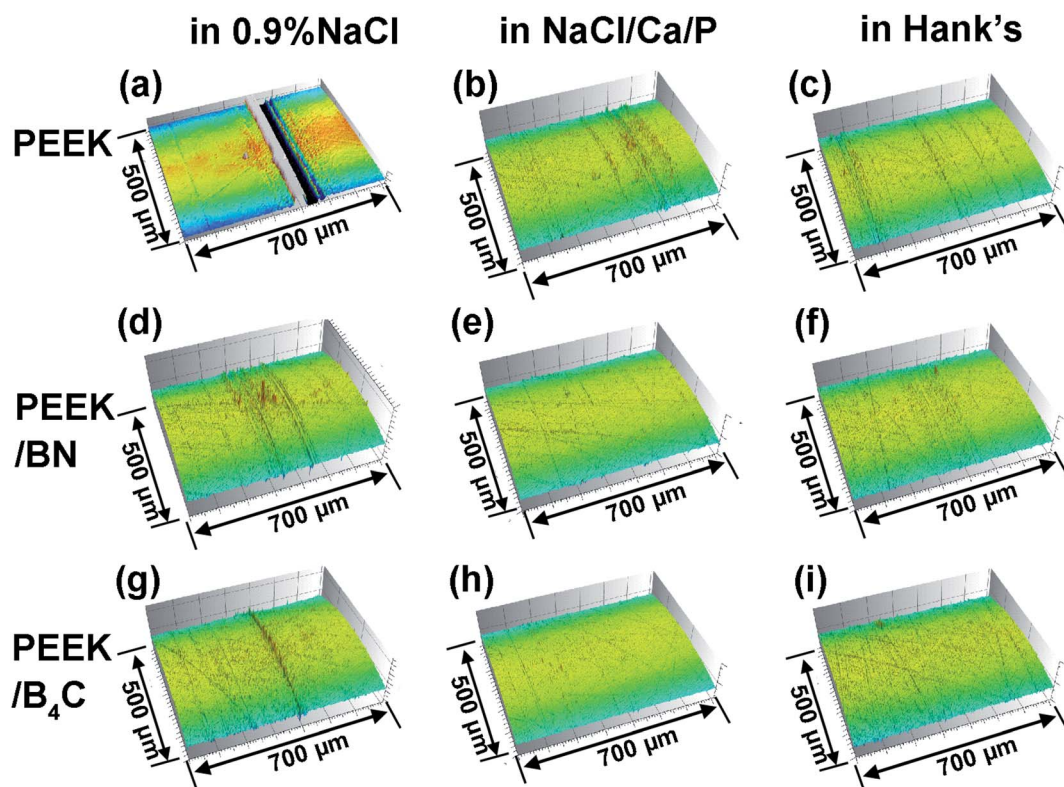 in 0.9%NaCl
in NaCl/Ca/P
in Hank's
(a)
(b)
(c)
PEEK
500 µm
700 µm
500 µm
700 µm
500 µm
700 µm
(d)
(e)
(f)
PEEK
/BN
500 µm
700 µm
500 µm
700 µm
500 µm
700 µm
(g)
(h)
(i)
PEEK
/B₄C
500 µm
700 µm
500 µm
700 µm
500 µm
700 µm